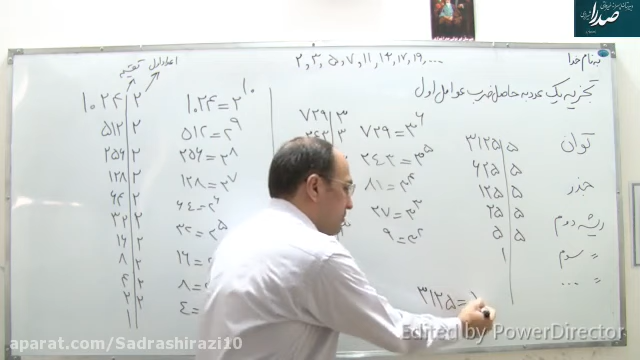 صدرا
به نام خدا
۲, ۳, ۵, ۷, ۱۱, ۱۳, ۱۷, ۱۹, ...
تجزیه یک عدد به حاصل ضرب عوامل اول
توان
جذر
ریشه دوم
〃 سوم
〃 ...
۳۱۲۵ | ۵
۶۲۵ | ۵
۱۲۵ | ۵
۲۵ | ۵
۵ | ۵
۱
۳۱۲۵ =
۷۲۹ | ۳
۲۴۳ | ۳
۷۲۹ = ۳^۶
۲۴۳ = ۳^۵
۸۱ = ۳^۴
۲۷ = ۳^۳
۹ = ۳^۲
اعداد اول
تقسیم
۱۰۲۴ | ۲
۵۱۲ | ۲
۲۵۶ | ۲
۱۲۸ | ۲
۶۴ | ۲
۳۲ | ۲
۱۶ | ۲
۸ | ۲
۴ | ۲
۲ | ۲
۱
۱۰۲۴ = ۲^۱۰
۵۱۲ = ۲^۹
۲۵۶ = ۲^۸
۱۲۸ = ۲^۷
۶۴ = ۲^۶
۳۲ = ۲^۵
۱۶ =
۸ =
۴ =
aparat.com/Sadrashirazi10
Edited by PowerDirector